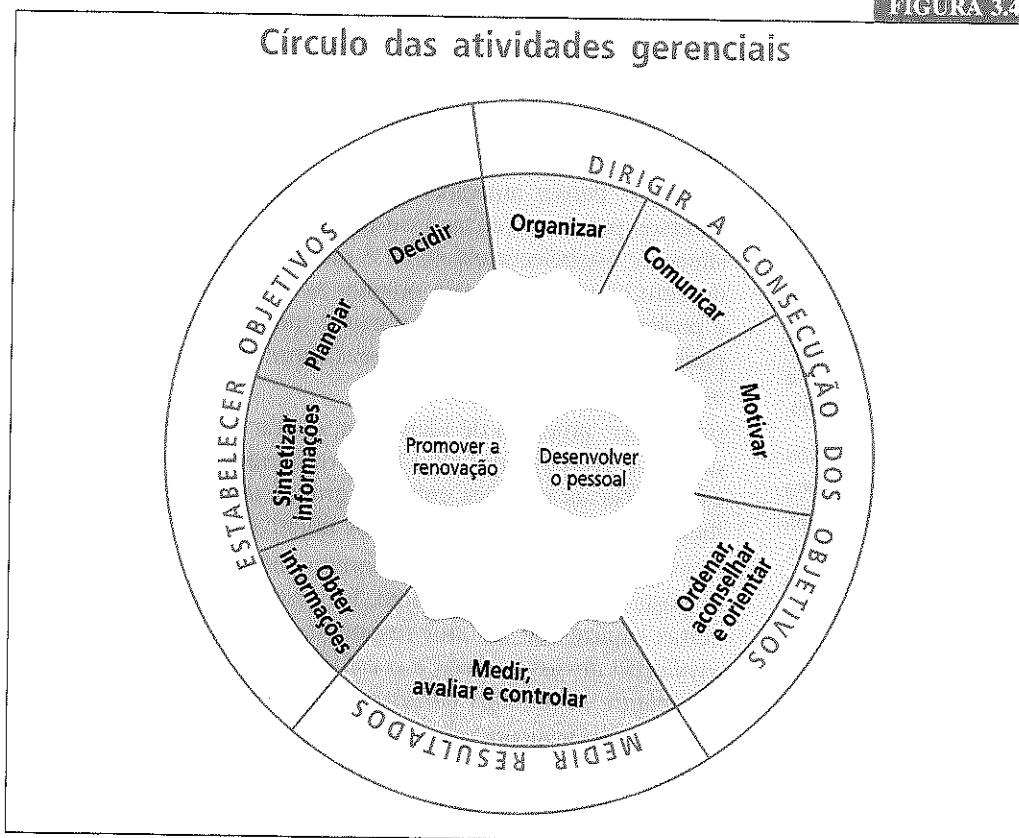 FIGURA 3.4
Círculo das atividades gerenciais
ESTABELECER OBJETIVOS
DIRIGIR A CONSECUÇÃO DOS OBJETIVOS
MEDIR RESULTADOS
Obter
informações
Sintetizar
informações
Planejar
Decidir
Organizar
Comunicar
Motivar
Ordenar,
aconselhar
e orientar
Medir,
avaliar e controlar
Promover a
renovação
Desenvolver
o pessoal